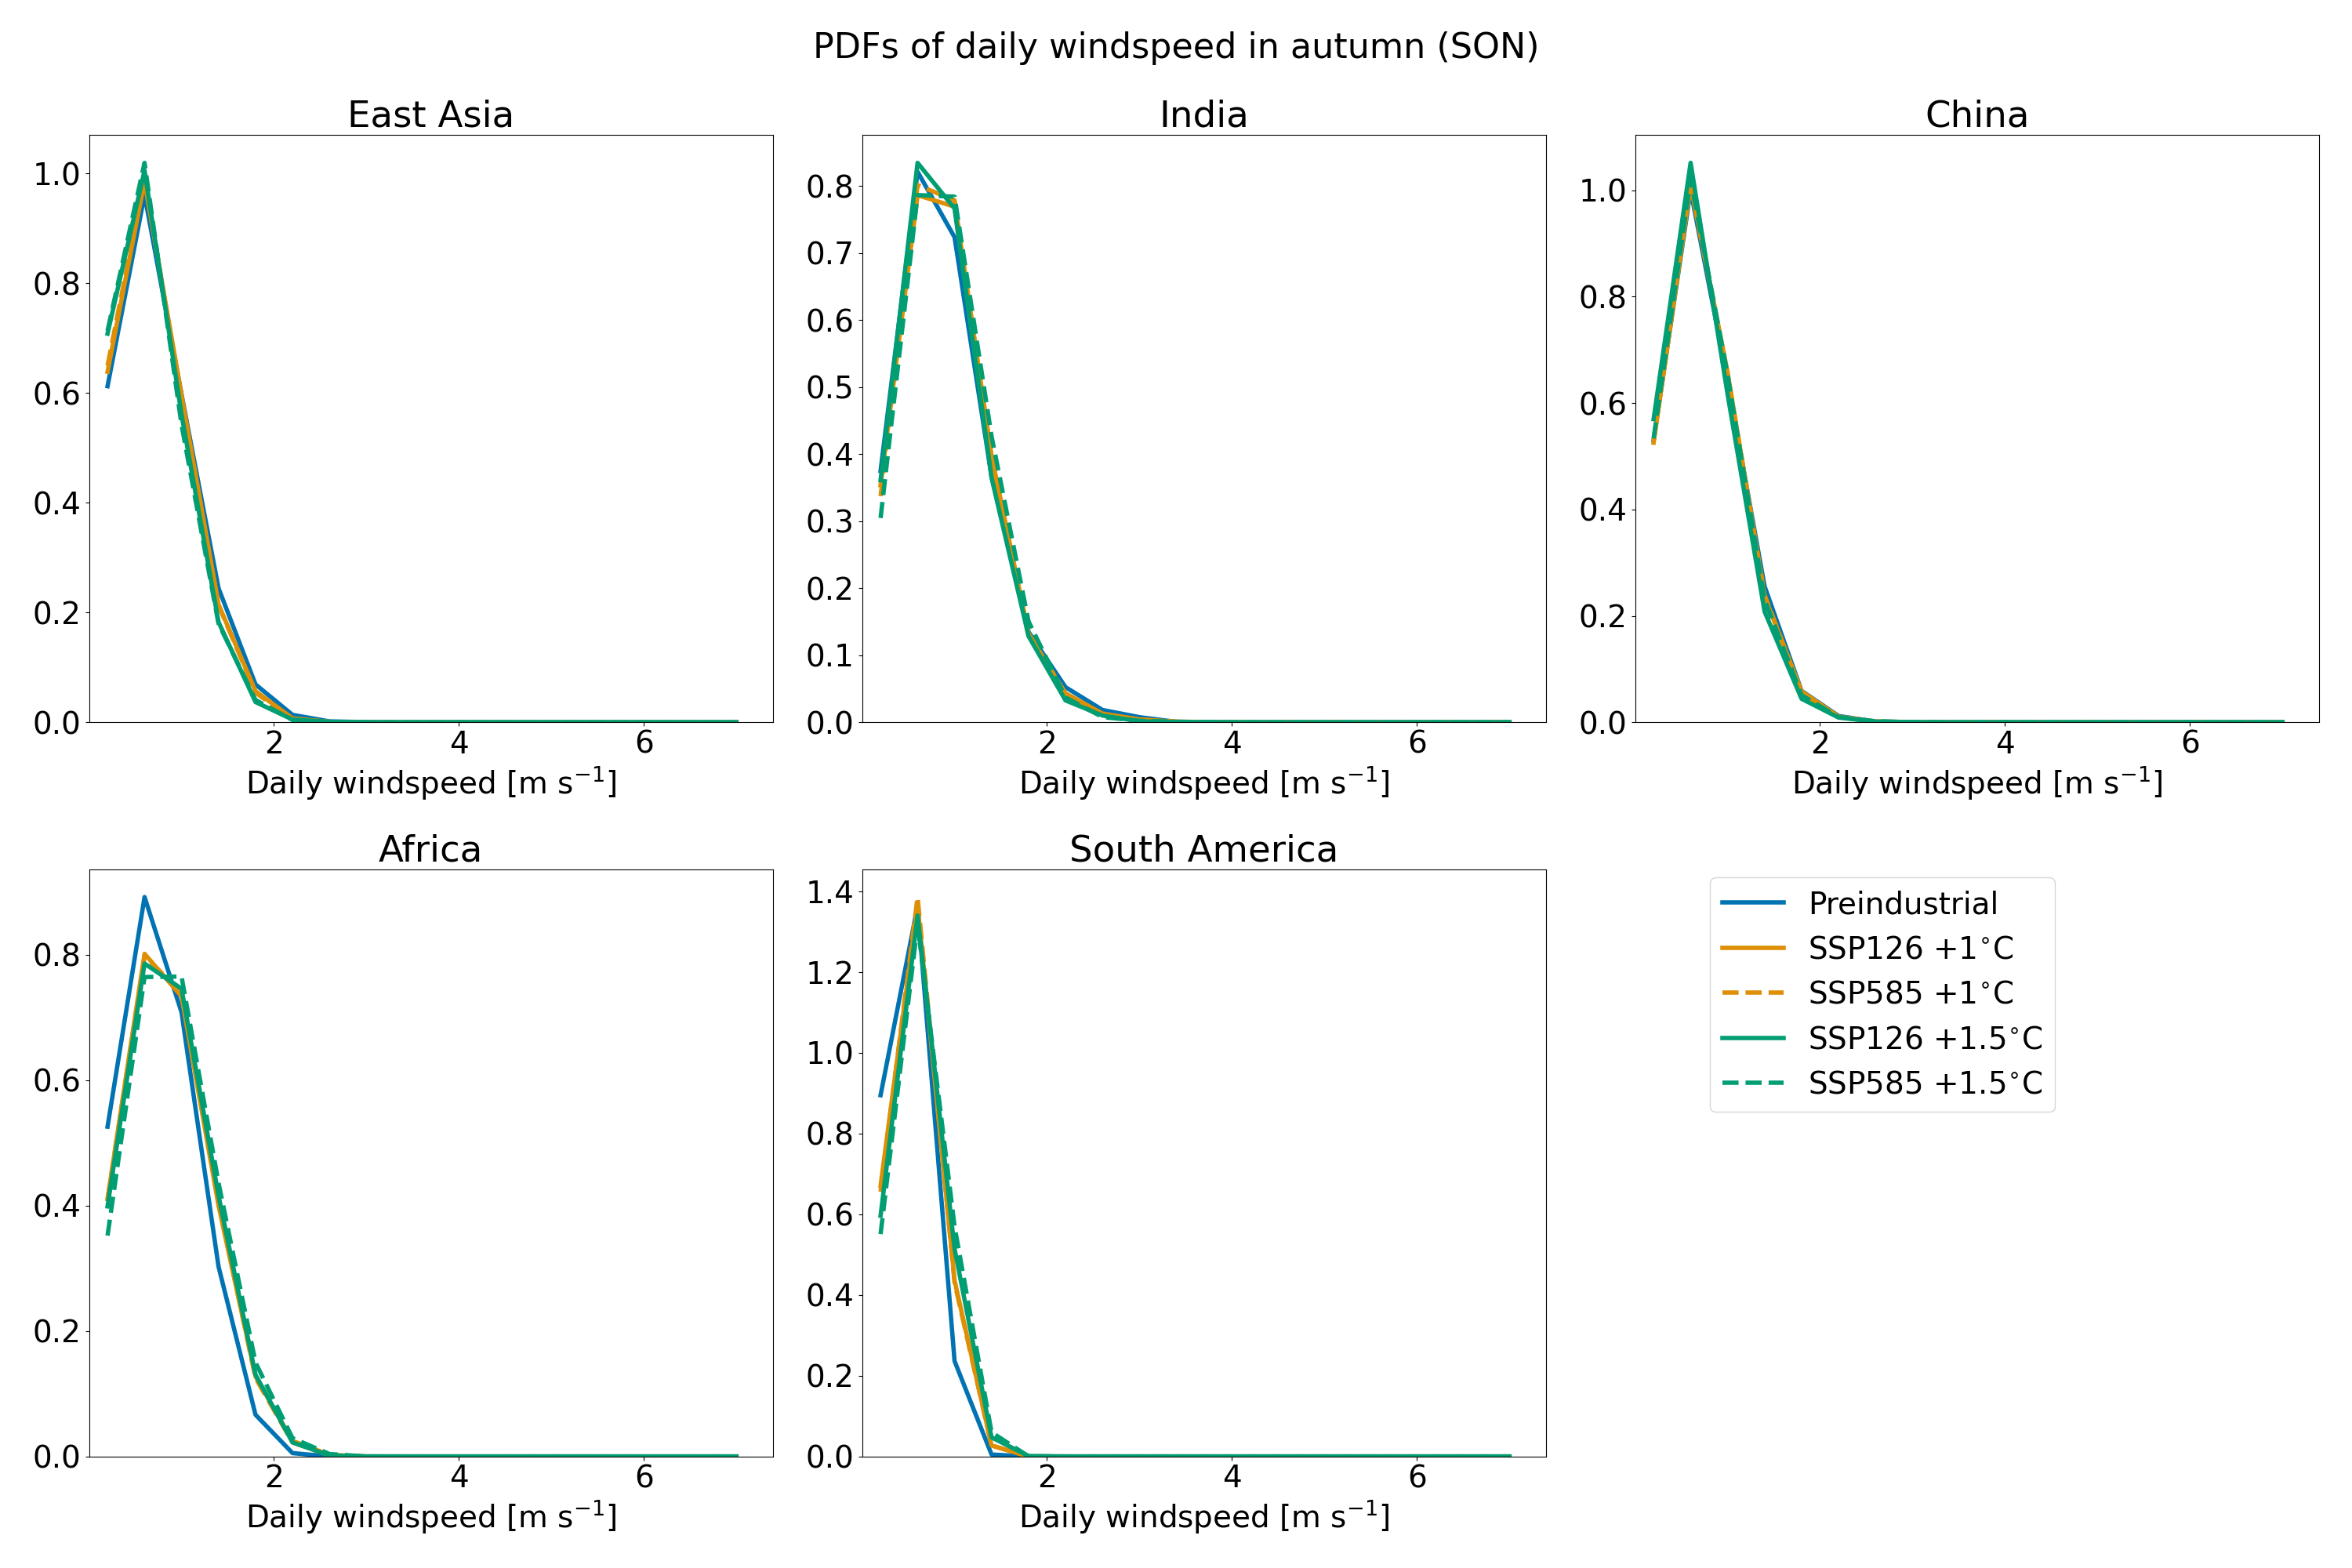 PDFs of daily windspeed in autumn (SON)
East Asia
1.0
0.8
0.6
0.4
0.2
0.0
2 4 6
Daily windspeed [m s⁻¹]
India
0.8
0.7
0.6
0.5
0.4
0.3
0.2
0.1
0.0
2 4 6
Daily windspeed [m s⁻¹]
China
1.0
0.8
0.6
0.4
0.2
0.0
2 4 6
Daily windspeed [m s⁻¹]
Africa
0.8
0.6
0.4
0.2
0.0
2 4 6
Daily windspeed [m s⁻¹]
South America
1.4
1.2
1.0
0.8
0.6
0.4
0.2
0.0
2 4 6
Daily windspeed [m s⁻¹]
Preindustrial
SSP126 +1°C
SSP585 +1°C
SSP126 +1.5°C
SSP585 +1.5°C